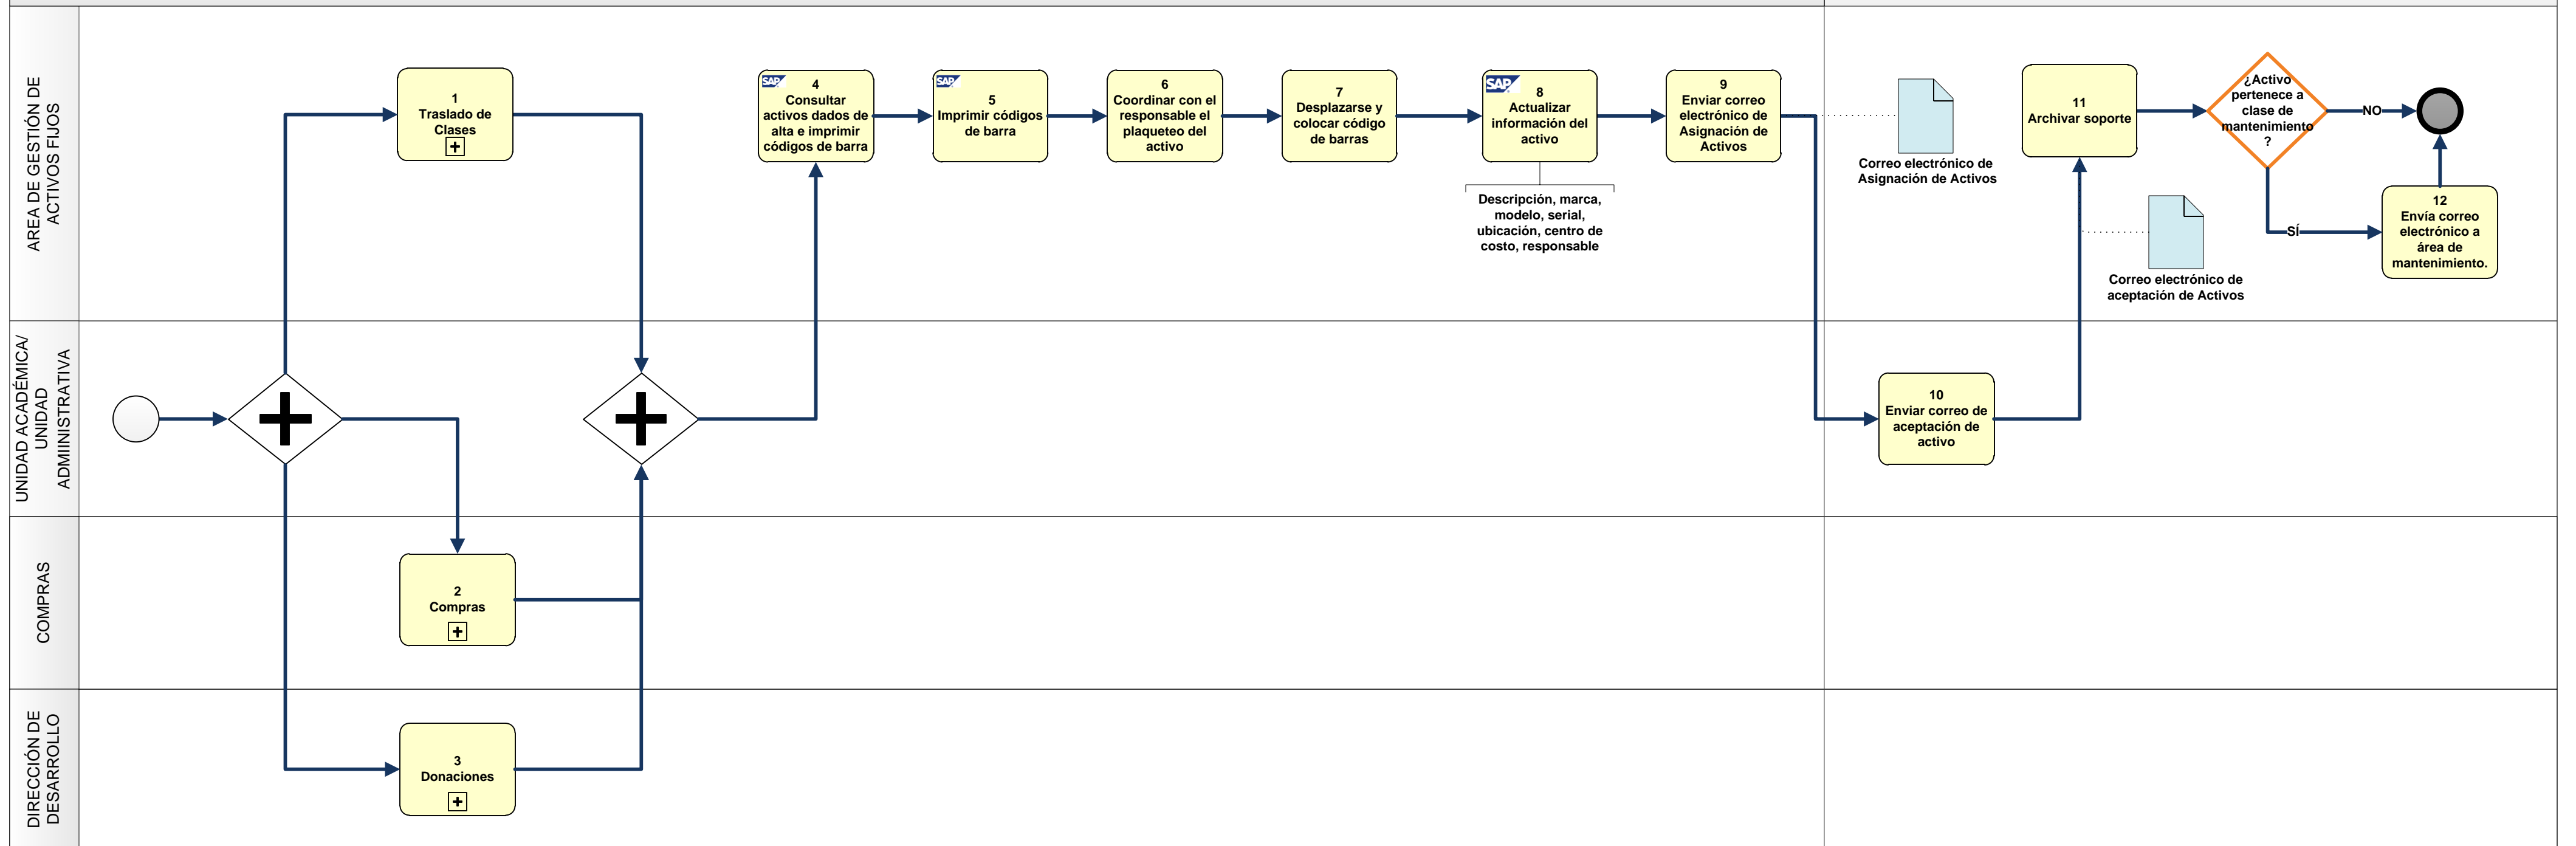 AREA DE GESTIÓN DE
ACTIVOS FIJOS
1
Traslado de
Clases
SAP
4
Consultar
activos dados de
alta e imprimir
códigos de barra
SAP
5
Imprimir códigos
de barra
6
Coordinar con el
responsable el
plaqueteo del
activo
7
Desplazarse y
colocar código
de barras
SAP
8
Actualizar
información del
activo
Descripción, marca,
modelo, serial,
ubicación, centro de
costo, responsable
9
Enviar correo
electrónico de
Asignación de
Activos
Correo electrónico de
Asignación de Activos
11
Archivar soporte
Correo electrónico de
aceptación de Activos
¿Activo
pertenece a
clase de
mantenimiento
?
NO
SÍ
12
Envía correo
electrónico a
área de
mantenimiento.
UNIDAD ACADÉMICA/
UNIDAD
ADMINISTRATIVA
10
Enviar correo de
aceptación de
activo
COMPRAS
2
Compras
DIRECCIÓN DE
DESARROLLO
3
Donaciones